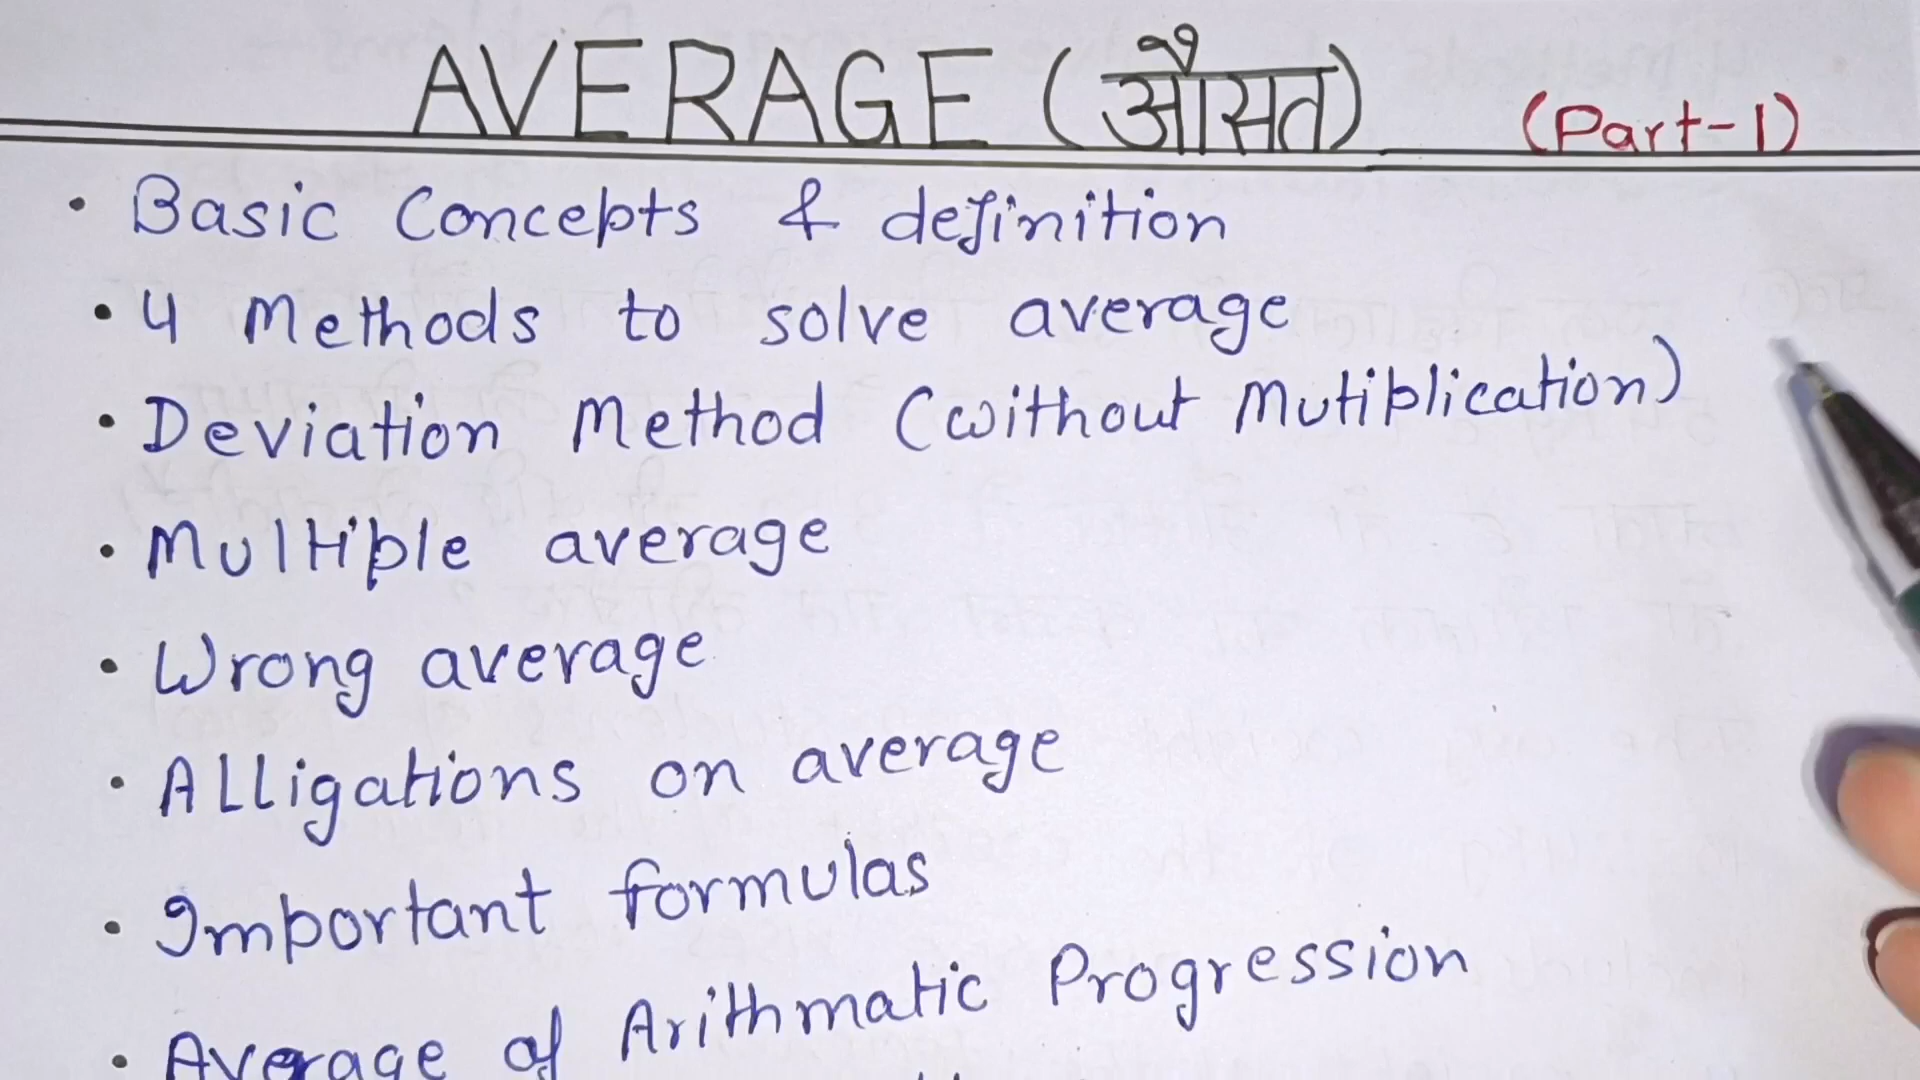 AVERAGE (औसत) (Part-1)
• Basic Concepts & definition
• 4 Methods to solve average
• Deviation Method (without Mutiplication)
• Multiple average
• Wrong average
• Alligations on average
• Important formulas
• Average of Arithmatic Progression